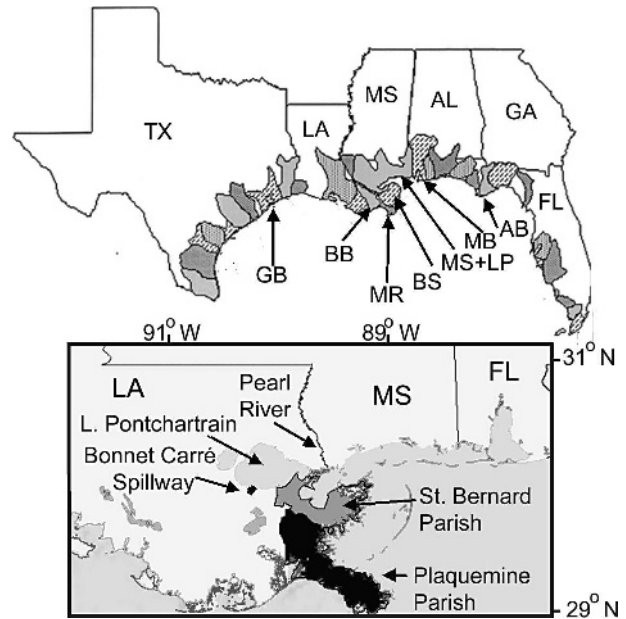 MS
AL
GA
TX
LA
FL
GB
BB
MR
BS
MS+LP
MB
AB
91° W
89° W
31° N
LA
Pearl
River
MS
FL
L. Pontchartrain
Bonnet Carré
Spillway
St. Bernard
Parish
Plaquemine
Parish
29° N